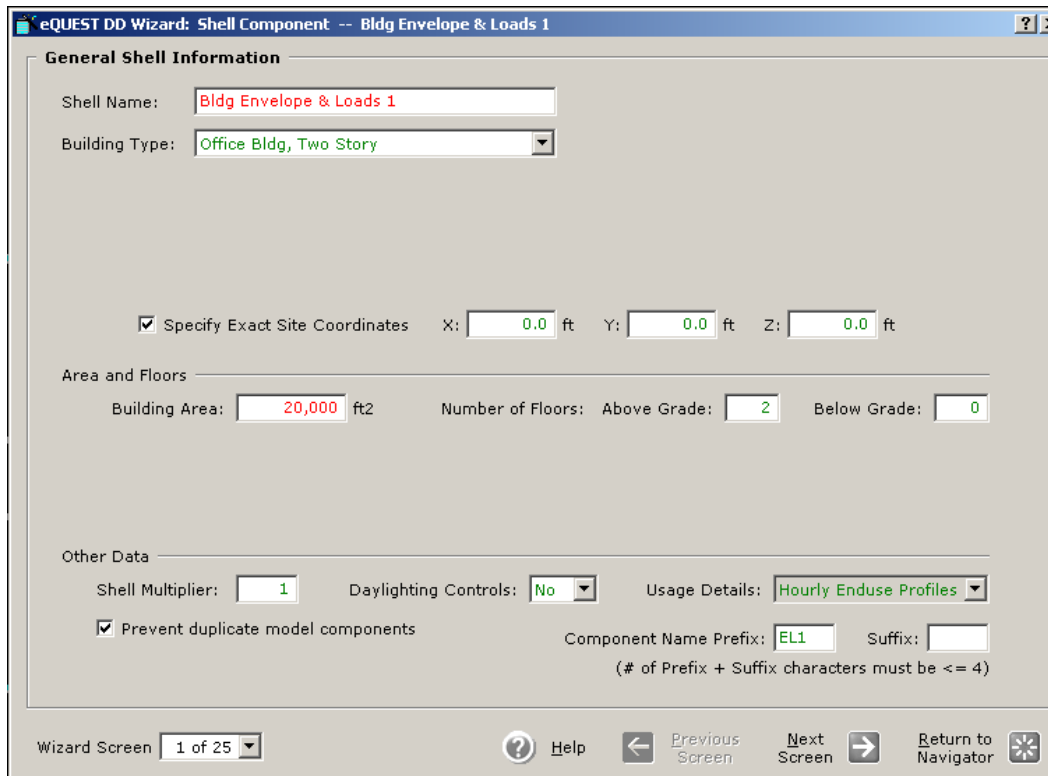 eQUEST DD Wizard: Shell Component -- Bldg Envelope & Loads 1
General Shell Information
Shell Name: Bldg Envelope & Loads 1
Building Type: Office Bldg, Two Story
Specify Exact Site Coordinates X: 0.0 ft Y: 0.0 ft Z: 0.0 ft
Area and Floors
Building Area: 20,000 ft2 Number of Floors: Above Grade: 2 Below Grade: 0
Other Data
Shell Multiplier: 1 Daylighting Controls: No Usage Details: Hourly Enduse Profiles
Prevent duplicate model components
Component Name Prefix: EL1 Suffix:
(# of Prefix + Suffix characters must be <= 4)
Wizard Screen 1 of 25 Help Previous Screen Next Screen Return to Navigator